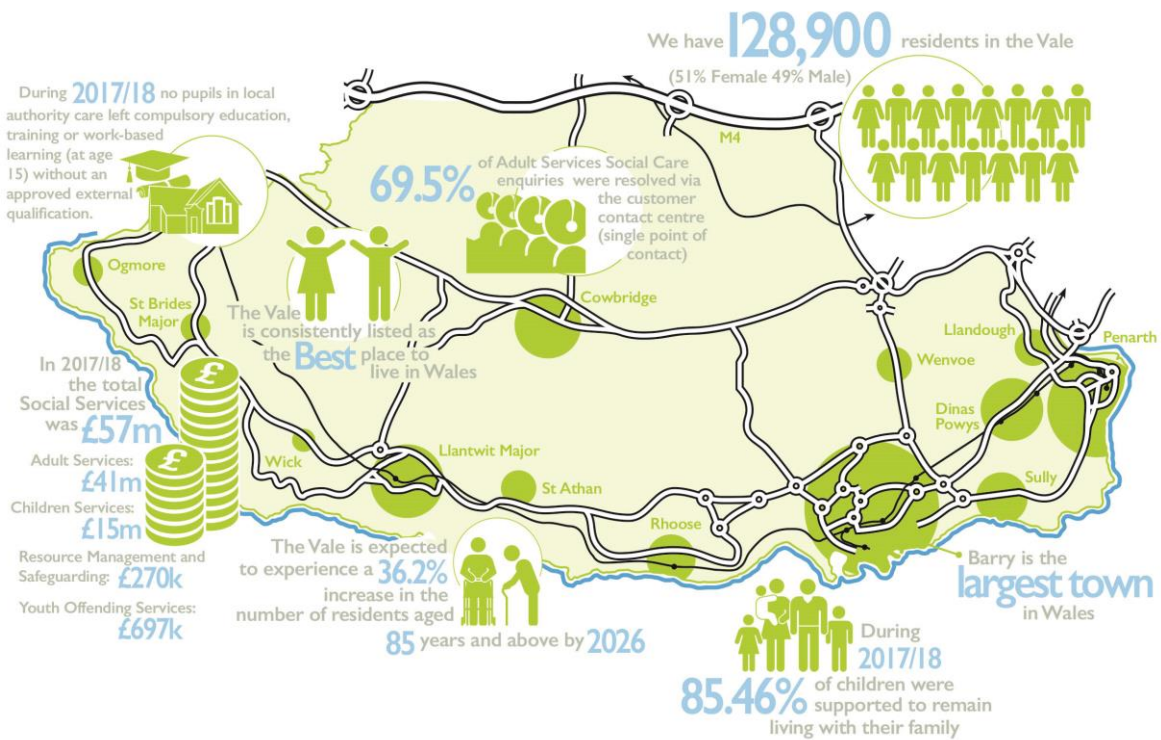 We have 128,900 residents in the Vale
(51% Female 49% Male)
During 2017/18 no pupils in local
authority care left compulsory education,
training or work-based
learning (at age
15) without an
approved external
qualification.
M4
69.5% of Adult Services Social Care
enquiries were resolved via
the customer
contact centre
(single point of
contact)
Ogmore
St Brides
Major
Cowbridge
The Vale
is consistently listed as
the Best place to
live in Wales
Llandough
Penarth
Wenvoe
Dinas
Powys
In 2017/18
the total
Social Services
was £57m
£
Adult Services:
£41m
£
Children Services:
£15m
Resource Management and
Safeguarding: £270k
Youth Offending Services:
£697k
Wick
Llantwit Major
St Athan
Rhoose
Sully
The Vale is expected
to experience a 36.2%
increase in the
number of residents aged
85 years and above by 2026
Barry is the
largest town
in Wales
During
2017/18
85.46% of children were
supported to remain
living with their family